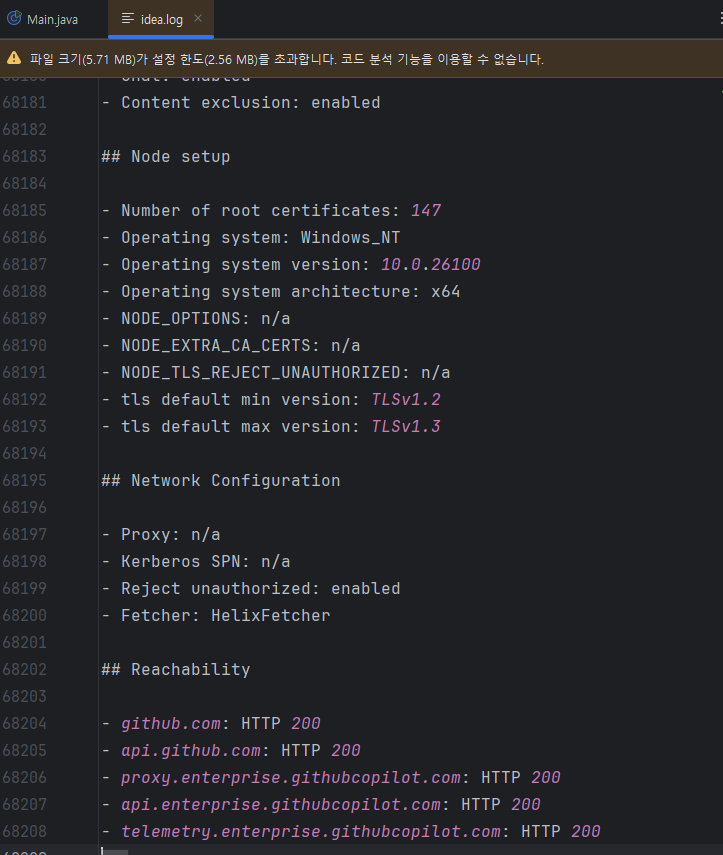 Main.java
idea.log
파일 크기(5.71 MB)가 설정 한도(2.56 MB)를 초과합니다. 코드 분석 기능을 이용할 수 없습니다.
68180 - Chat: enabled
68181 - Content exclusion: enabled
68182
68183 ## Node setup
68184
68185 - Number of root certificates: 147
68186 - Operating system: Windows_NT
68187 - Operating system version: 10.0.26100
68188 - Operating system architecture: x64
68189 - NODE_OPTIONS: n/a
68190 - NODE_EXTRA_CA_CERTS: n/a
68191 - NODE_TLS_REJECT_UNAUTHORIZED: n/a
68192 - tls default min version: TLSv1.2
68193 - tls default max version: TLSv1.3
68194
68195 ## Network Configuration
68196
68197 - Proxy: n/a
68198 - Kerberos SPN: n/a
68199 - Reject unauthorized: enabled
68200 - Fetcher: HelixFetcher
68201
68202 ## Reachability
68203
68204 - github.com: HTTP 200
68205 - api.github.com: HTTP 200
68206 - proxy.enterprise.githubcopilot.com: HTTP 200
68207 - api.enterprise.githubcopilot.com: HTTP 200
68208 - telemetry.enterprise.githubcopilot.com: HTTP 200